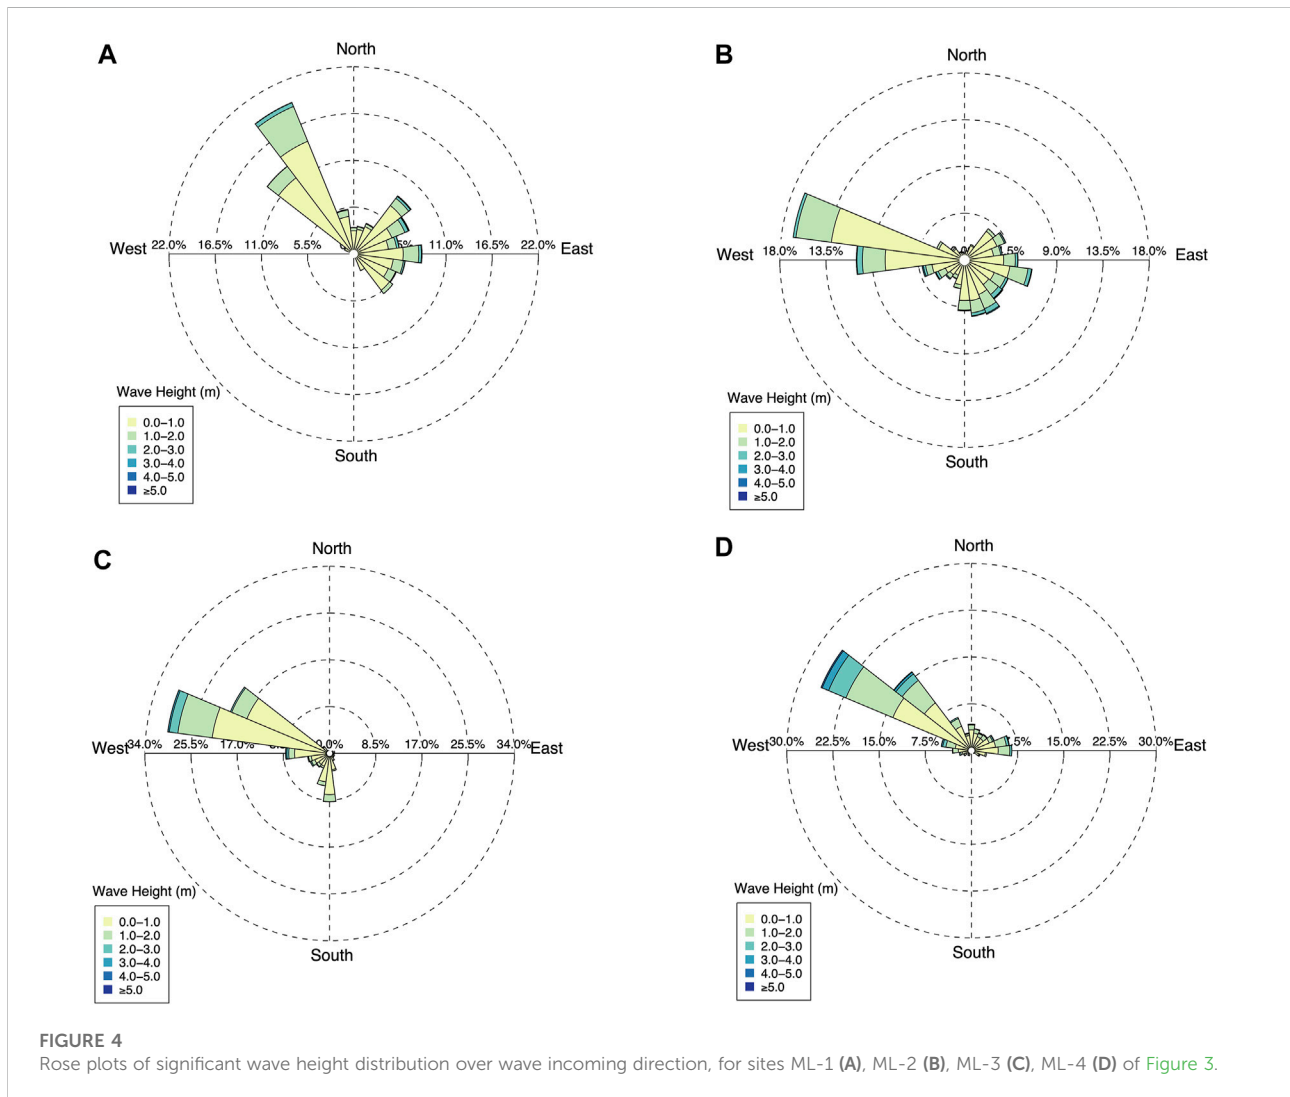 A
North
West
22.0% 16.5% 11.0% 5.5% 11.0% 16.5% 22.0%
East
South
Wave Height (m)
0.0–1.0
1.0–2.0
2.0–3.0
3.0–4.0
4.0–5.0
≥5.0
B
North
West
18.0% 13.5% 9.0% 13.5% 18.0%
East
South
Wave Height (m)
0.0–1.0
1.0–2.0
2.0–3.0
3.0–4.0
4.0–5.0
≥5.0
C
North
West
34.0% 25.5% 17.0% 8.5% 17.0% 25.5% 34.0%
East
South
Wave Height (m)
0.0–1.0
1.0–2.0
2.0–3.0
3.0–4.0
4.0–5.0
≥5.0
D
North
West
30.0% 22.5% 15.0% 7.5% 15.0% 22.5% 30.0%
East
South
Wave Height (m)
0.0–1.0
1.0–2.0
2.0–3.0
3.0–4.0
4.0–5.0
≥5.0
FIGURE 4
Rose plots of significant wave height distribution over wave incoming direction, for sites ML-1 (A), ML-2 (B), ML-3 (C), ML-4 (D) of Figure 3.